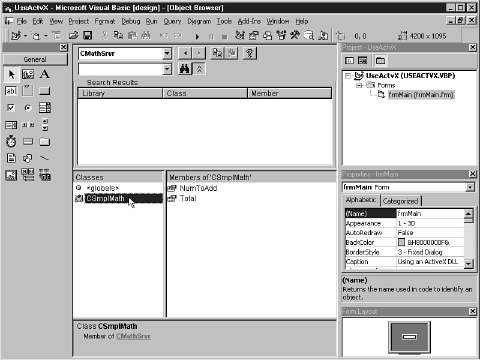 UseActvX - Microsoft Visual Basic [design] - [Object Browser]
File Edit View Project Format Debug Run Query Diagram Tools Add-Ins Window Help
0, 0
4200 x 1095
General
A
ab|
CMathSrvr
Search Results
Library Class Member
Classes
<globals>
CSmplMath
Members of 'CSmplMath'
NumToAdd
Total
Class CSmplMath
Member of CMathSrvr
Project - UseActvX
UseActvX (USEACTVX.VBP)
Forms
frmMain (frmMain.frm)
Properties - frmMain
frmMain Form
Alphabetic Categorized
(Name) frmMain
Appearance 1 - 3D
AutoRedraw False
BackColor &H8000000F&
BorderStyle 3 - Fixed Dialog
Caption Using an ActiveX DLL
(Name)
Returns the name used in code to identify an
object.
Form Layout